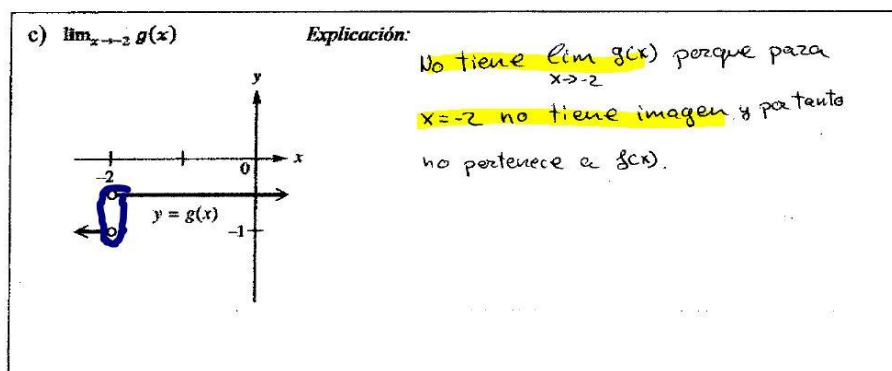 c) lim_{x→-2} g(x)
Explicación:
No tiene lim g(x) porque para
x→-2
x=-2 no tiene imagen y por tanto
no pertenece a f(x).
y
x
-2
0
y = g(x)
-1